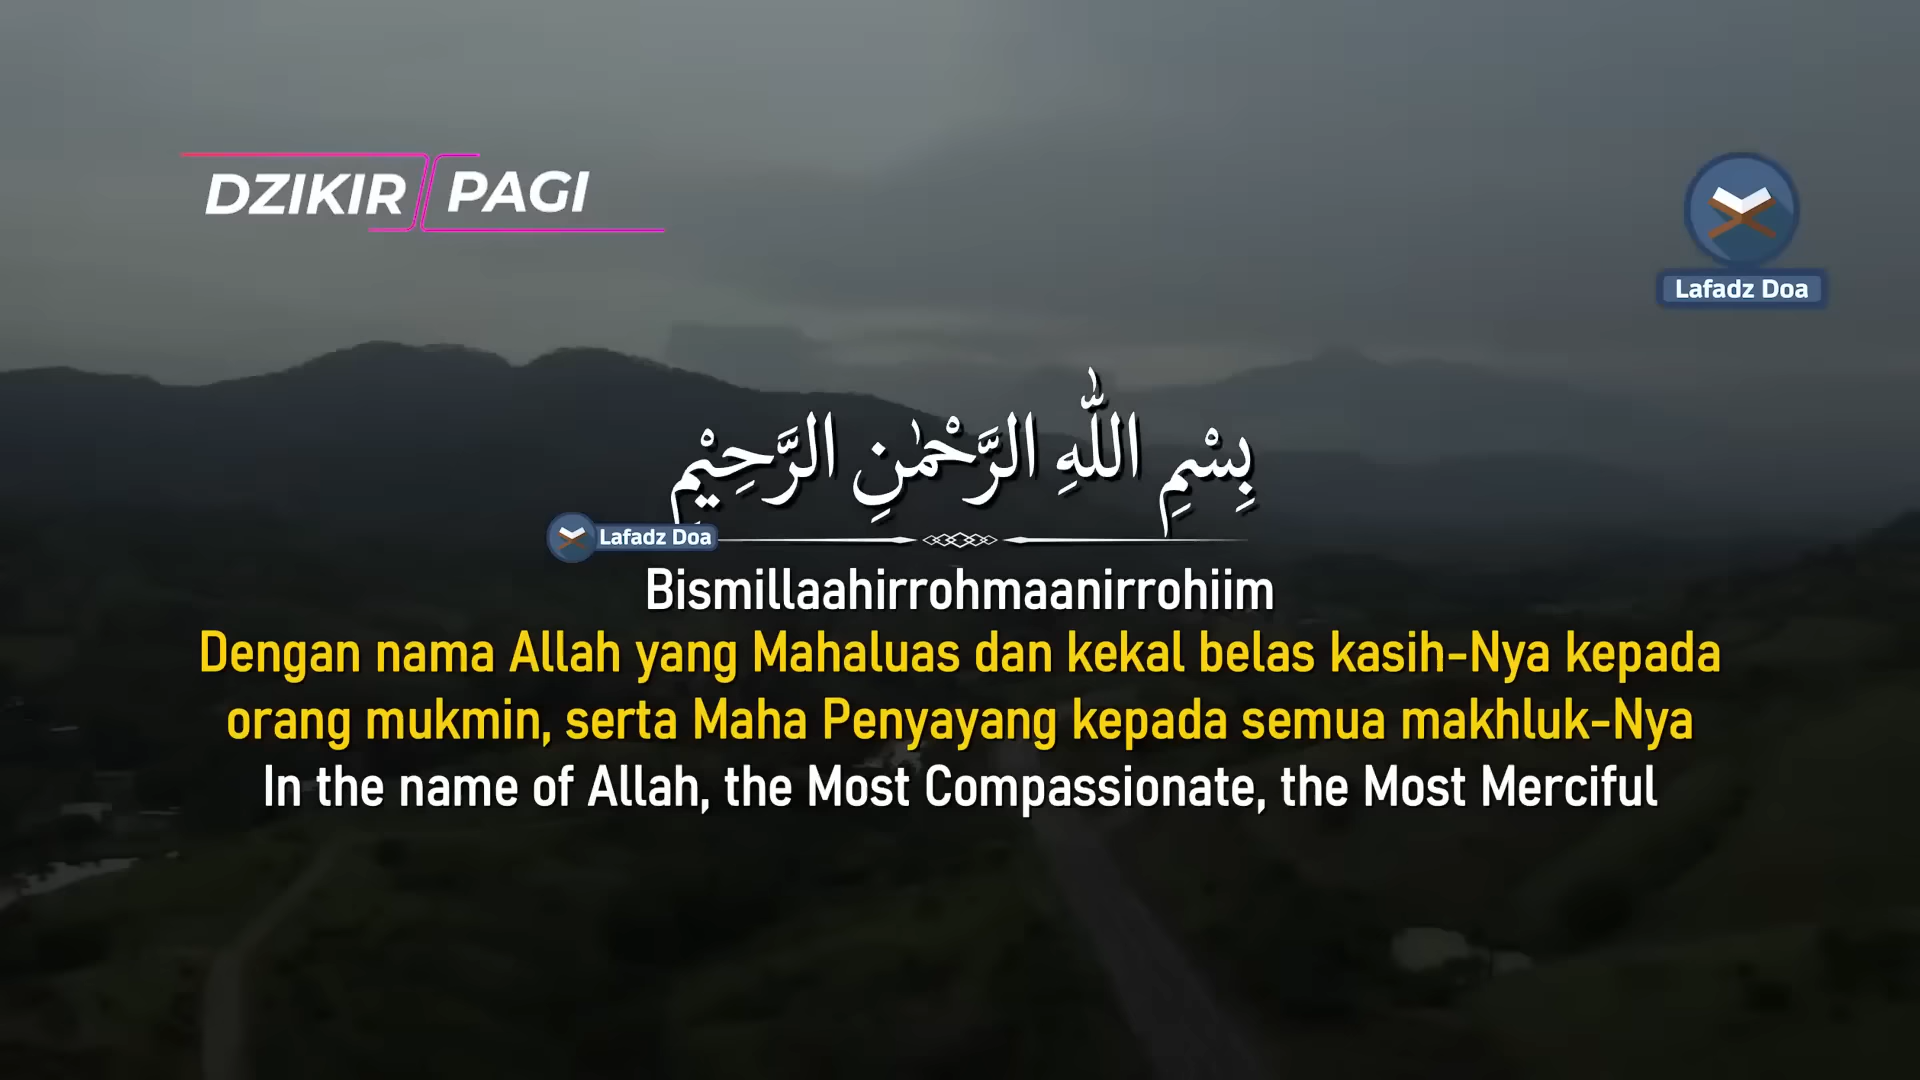 DZIKIR PAGI
Lafadz Doa
بِسْمِ اللّٰهِ الرَّحْمٰنِ الرَّحِيْمِ
Lafadz Doa
Bismillaahirrohmaanirrohiim
Dengan nama Allah yang Mahaluas dan kekal belas kasih-Nya kepada
orang mukmin, serta Maha Penyayang kepada semua makhluk-Nya
In the name of Allah, the Most Compassionate, the Most Merciful